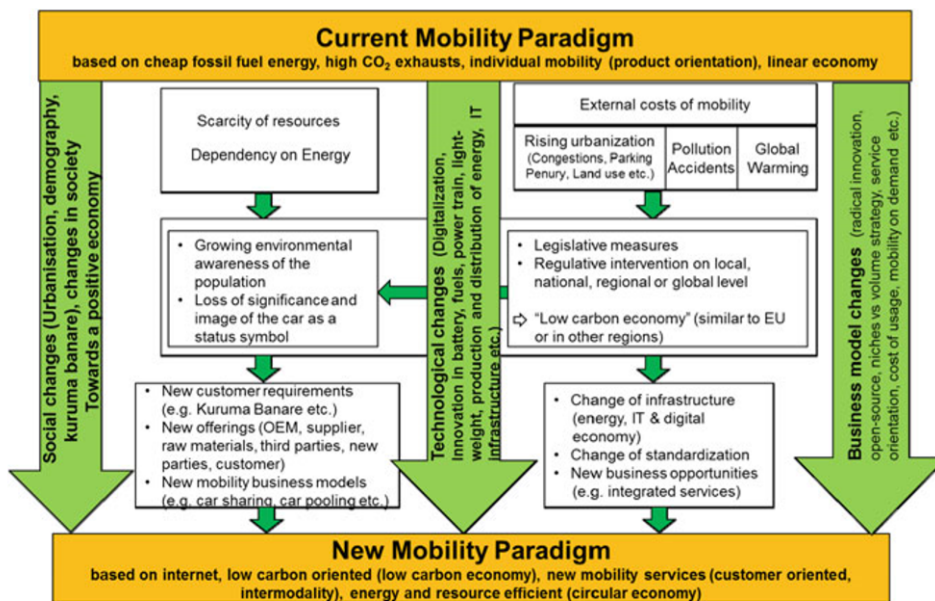 Current Mobility Paradigm
based on cheap fossil fuel energy, high CO₂ exhausts, individual mobility (product orientation), linear economy
Social changes (Urbanisation, demography,
kuruma banare), changes in society
Towards a positive economy
Scarcity of resources
Dependency on Energy
Technological changes (Digitalization,
Innovation in battery, fuels, power train, light-
weight, production and distribution of energy, IT
infrastructure etc.)
External costs of mobility
Rising urbanization
(Congestions, Parking
Penury, Land use etc.)
Pollution
Accidents
Global
Warming
Business model changes (radical innovation,
open-source, niches vs volume strategy, service
orientation, cost of usage, mobility on demand etc.)
• Growing environmental
awareness of the
population
• Loss of significance and
image of the car as a
status symbol
• Legislative measures
• Regulative intervention on local,
national, regional or global level
⇨ “Low carbon economy” (similar to EU
or in other regions)
• New customer requirements
(e.g. Kuruma Banare etc.)
• New offerings (OEM, supplier,
raw materials, third parties, new
parties, customer)
• New mobility business models
(e.g. car sharing, car pooling etc.)
• Change of infrastructure
(energy, IT & digital
economy)
• Change of standardization
• New business opportunities
(e.g. integrated services)
New Mobility Paradigm
based on internet, low carbon oriented (low carbon economy), new mobility services (customer oriented,
intermodality), energy and resource efficient (circular economy)